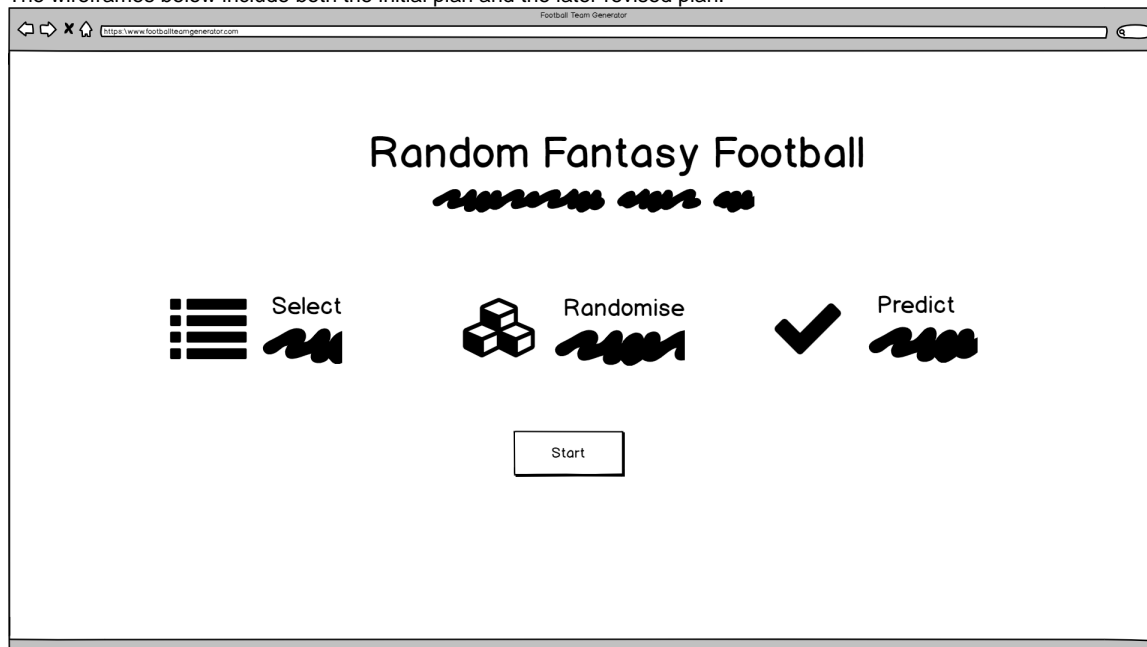 The wireframes below include both the initial plan and the later revised plan.
Football Team Generator
https:\www.footballteamgenerator.com
Random Fantasy Football
Select
Randomise
Predict
Start